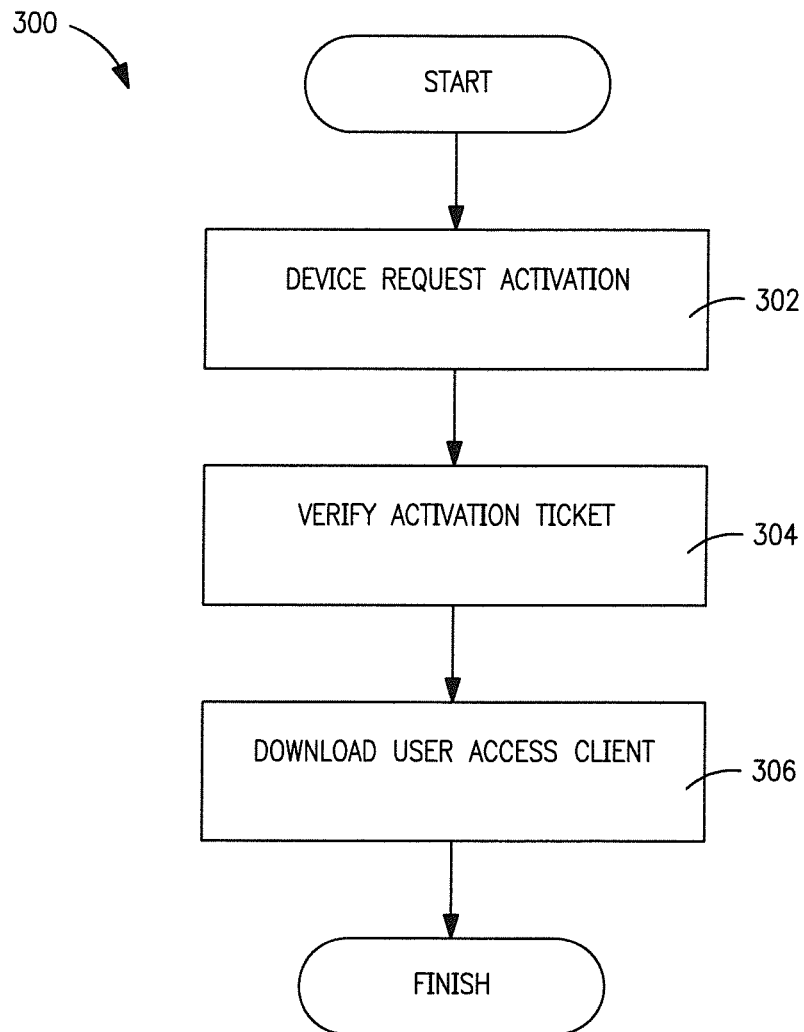 300
START
DEVICE REQUEST ACTIVATION
302
VERIFY ACTIVATION TICKET
304
DOWNLOAD USER ACCESS CLIENT
306
FINISH